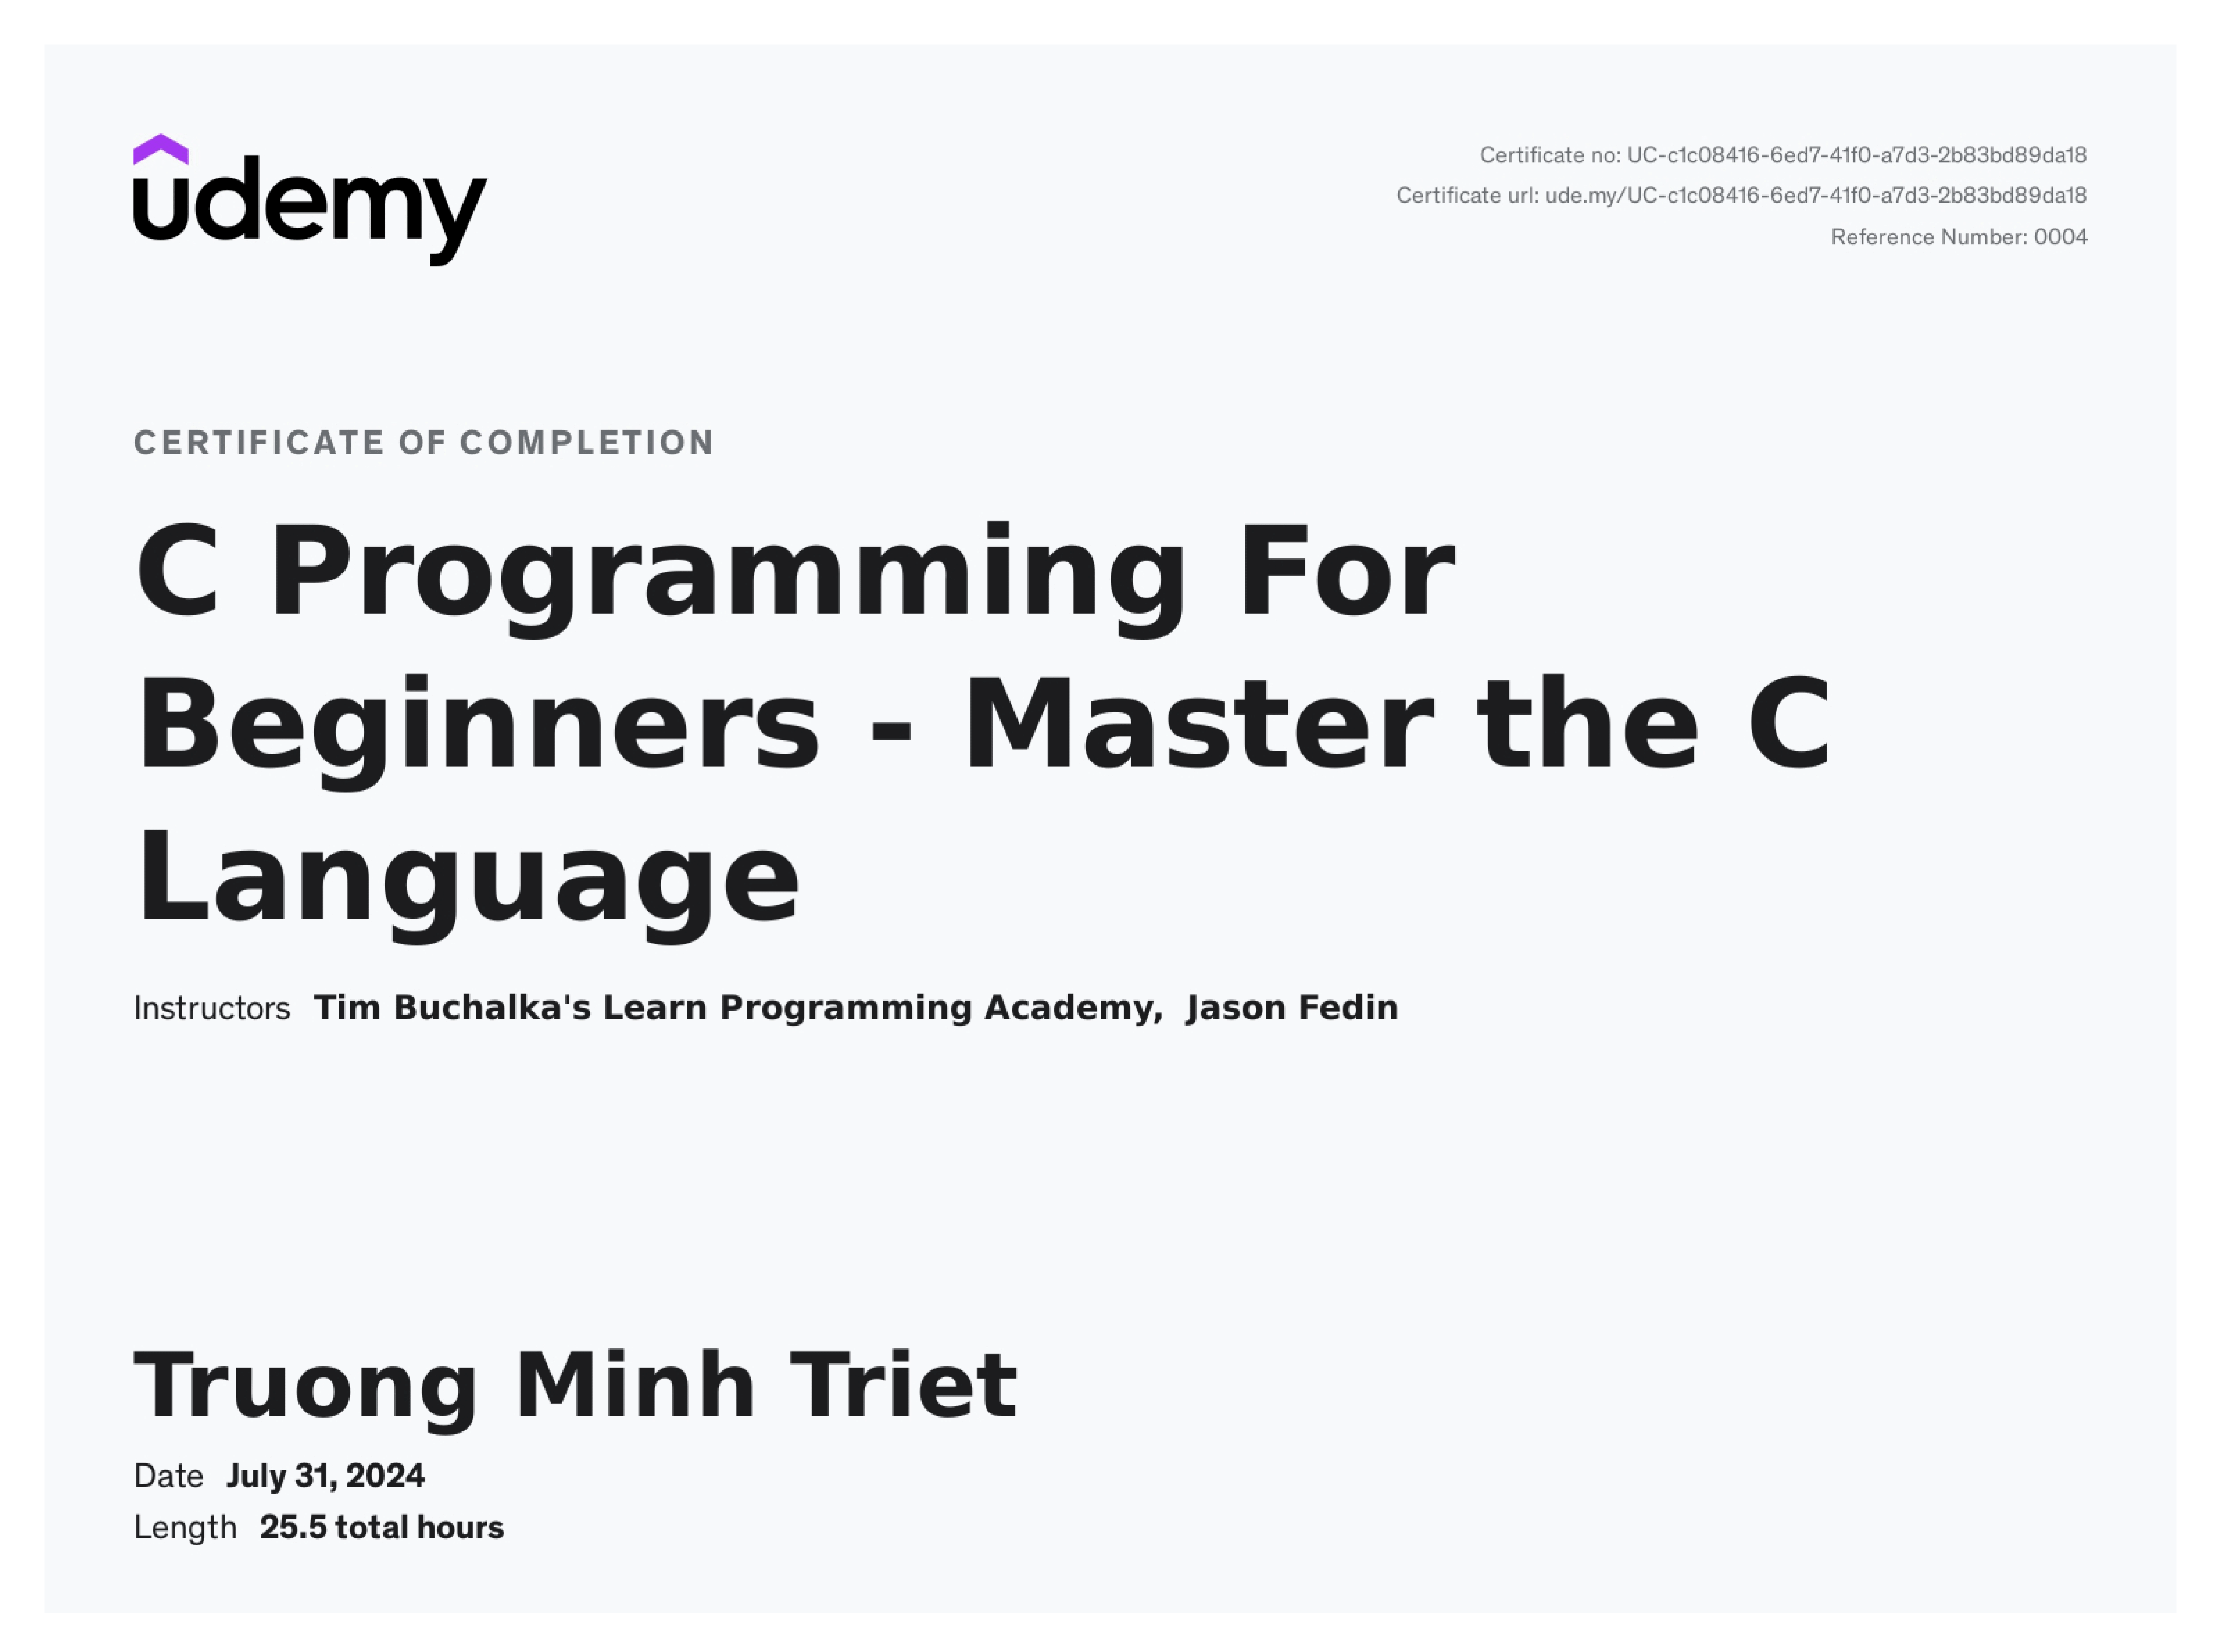 udemy
Certificate no: UC-c1c08416-6ed7-41f0-a7d3-2b83bd89da18
Certificate url: ude.my/UC-c1c08416-6ed7-41f0-a7d3-2b83bd89da18
Reference Number: 0004
CERTIFICATE OF COMPLETION
C Programming For
Beginners - Master the C
Language
Instructors Tim Buchalka's Learn Programming Academy, Jason Fedin
Truong Minh Triet
Date July 31, 2024
Length 25.5 total hours